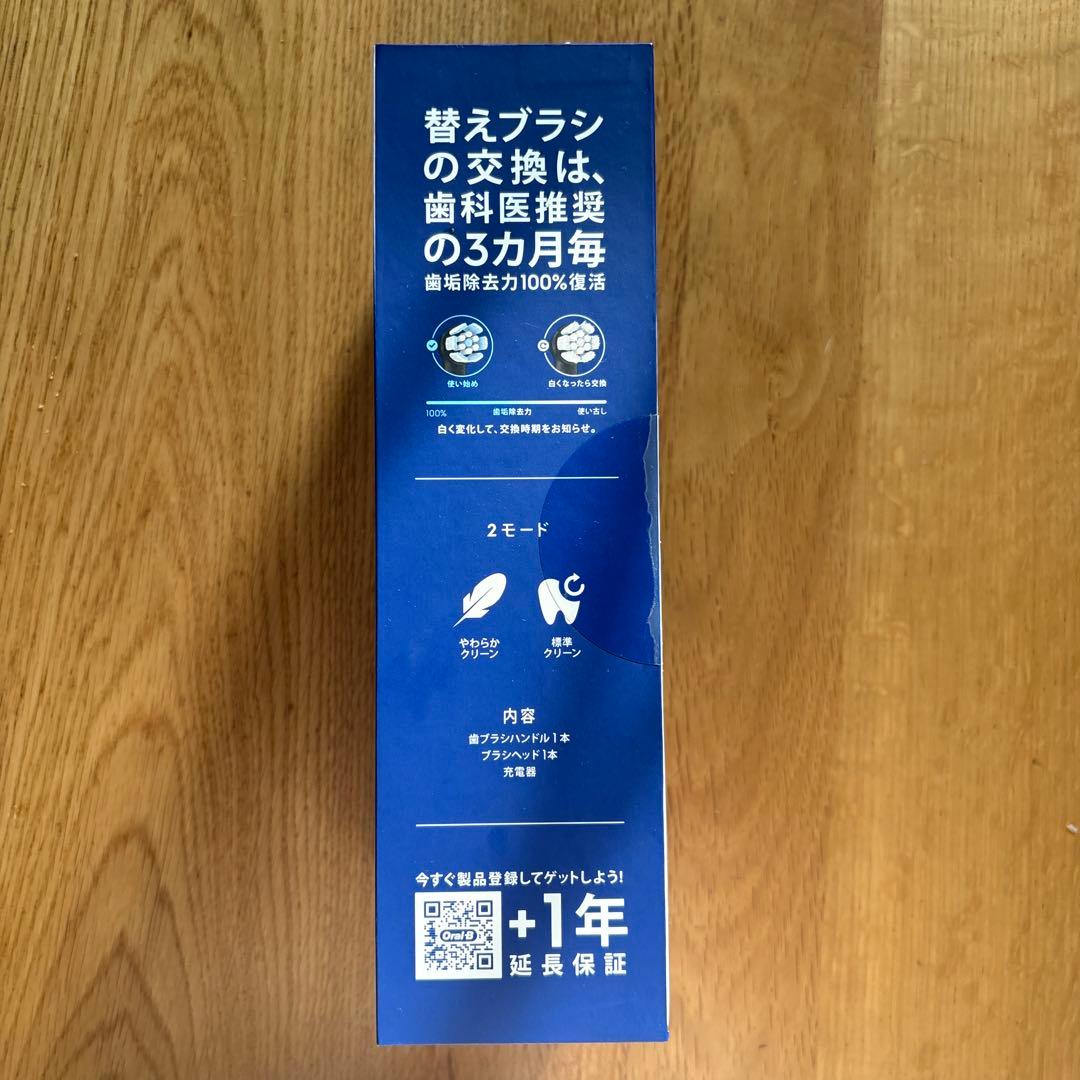 替えブラシ
の交換は、
歯科医推奨
の3カ月毎
歯垢除去力100%復活
使い始め
白くなったら交換
100%
歯垢除去力
使い古し
白く変化して、交換時期をお知らせ。
2モード
やわらか
クリーン
標準
クリーン
内容
歯ブラシハンドル1本
ブラシヘッド1本
充電器
今すぐ製品登録してゲットしよう!
Oral-B
+1年
延長保証